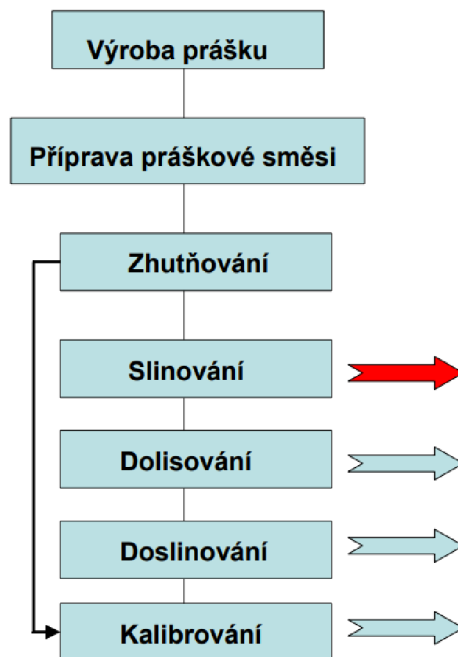 Výroba prášku
Příprava práškové směsi
Zhutňování
Slinování
Dolisování
Doslinování
Kalibrování